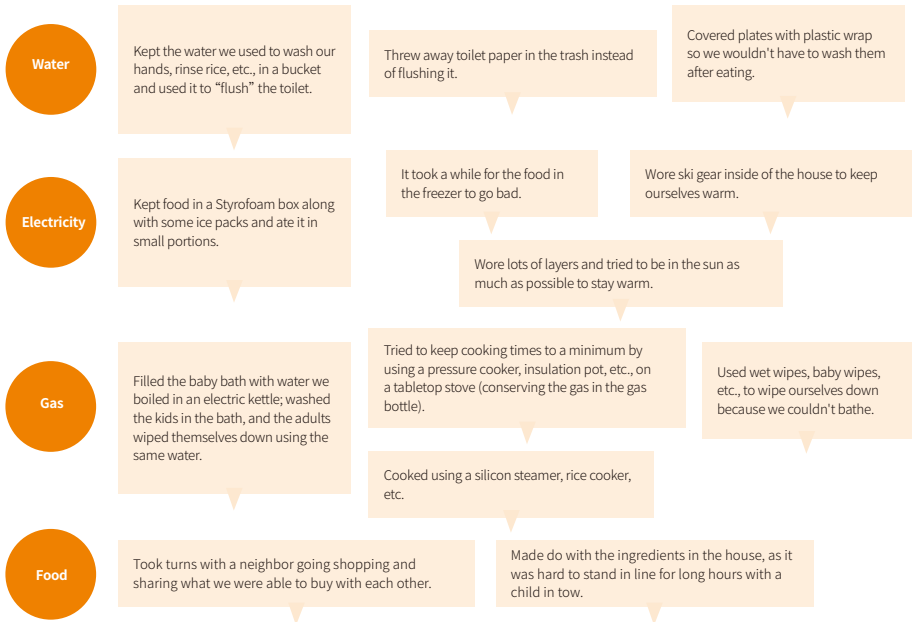 Water
Kept the water we used to wash our
hands, rinse rice, etc., in a bucket
and used it to “flush” the toilet.
Threw away toilet paper in the trash instead
of flushing it.
Covered plates with plastic wrap
so we wouldn't have to wash them
after eating.
Electricity
Kept food in a Styrofoam box along
with some ice packs and ate it in
small portions.
It took a while for the food in
the freezer to go bad.
Wore ski gear inside of the house to keep
ourselves warm.
Wore lots of layers and tried to be in the sun as
much as possible to stay warm.
Gas
Filled the baby bath with water we
boiled in an electric kettle; washed
the kids in the bath, and the adults
wiped themselves down using the
same water.
Tried to keep cooking times to a minimum by
using a pressure cooker, insulation pot, etc., on
a tabletop stove (conserving the gas in the gas
bottle).
Used wet wipes, baby wipes,
etc., to wipe ourselves down
because we couldn't bathe.
Cooked using a silicon steamer, rice cooker,
etc.
Food
Took turns with a neighbor going shopping and
sharing what we were able to buy with each other.
Made do with the ingredients in the house, as it
was hard to stand in line for long hours with a
child in tow.